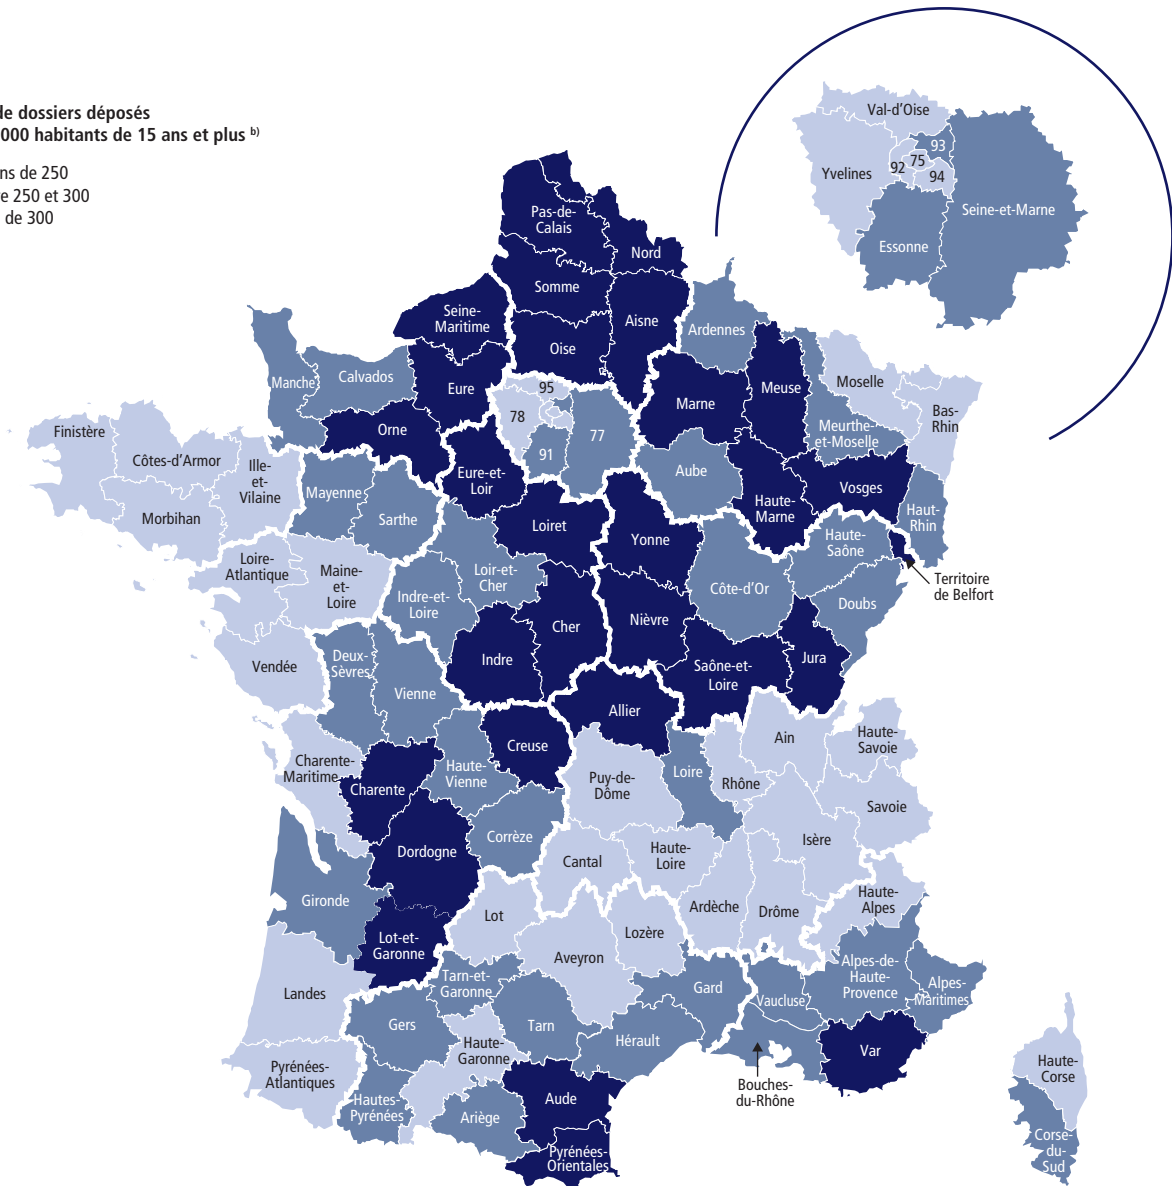 de dossiers déposés
000 habitants de 15 ans et plus b)
ns de 250
e 250 et 300
de 300
Val-d'Oise
93
75
92
94
Yvelines
Seine-et-Marne
Essonne
Pas-de-
Calais
Nord
Somme
Seine-
Maritime
Aisne
Ardennes
Oise
Manche
Calvados
Eure
95
78
77
91
Marne
Meuse
Moselle
Bas-
Rhin
Meurthe-
et-Moselle
Orne
Finistère
Côtes-d'Armor
Ille-
et-
Vilaine
Morbihan
Mayenne
Sarthe
Eure-et-
Loir
Aube
Haute-
Marne
Vosges
Haut-
Rhin
Loiret
Yonne
Haute-
Saône
Territoire
de Belfort
Loire-
Atlantique
Maine-
et-
Loire
Indre-et-
Loire
Loir-et-
Cher
Côte-d'Or
Doubs
Cher
Nièvre
Vendée
Deux-
Sèvres
Vienne
Indre
Saône-et-
Loire
Jura
Allier
Creuse
Ain
Haute-
Savoie
Charente-
Maritime
Charente
Haute-
Vienne
Puy-de-
Dôme
Loire
Rhône
Savoie
Corrèze
Isère
Dordogne
Cantal
Haute-
Loire
Gironde
Lot
Ardèche
Drôme
Haute-
Alpes
Lot-et-
Garonne
Lozère
Aveyron
Landes
Tarn-et-
Garonne
Gard
Vaucluse
Alpes-de-
Haute-
Provence
Alpes-
Maritimes
Gers
Tarn
Hérault
Haute-
Garonne
Var
Pyrénées-
Atlantiques
Bouches-
du-Rhône
Haute-
Corse
Hautes-
Pyrénées
Ariège
Aude
Pyrénées-
Orientales
Corse-
du-
Sud